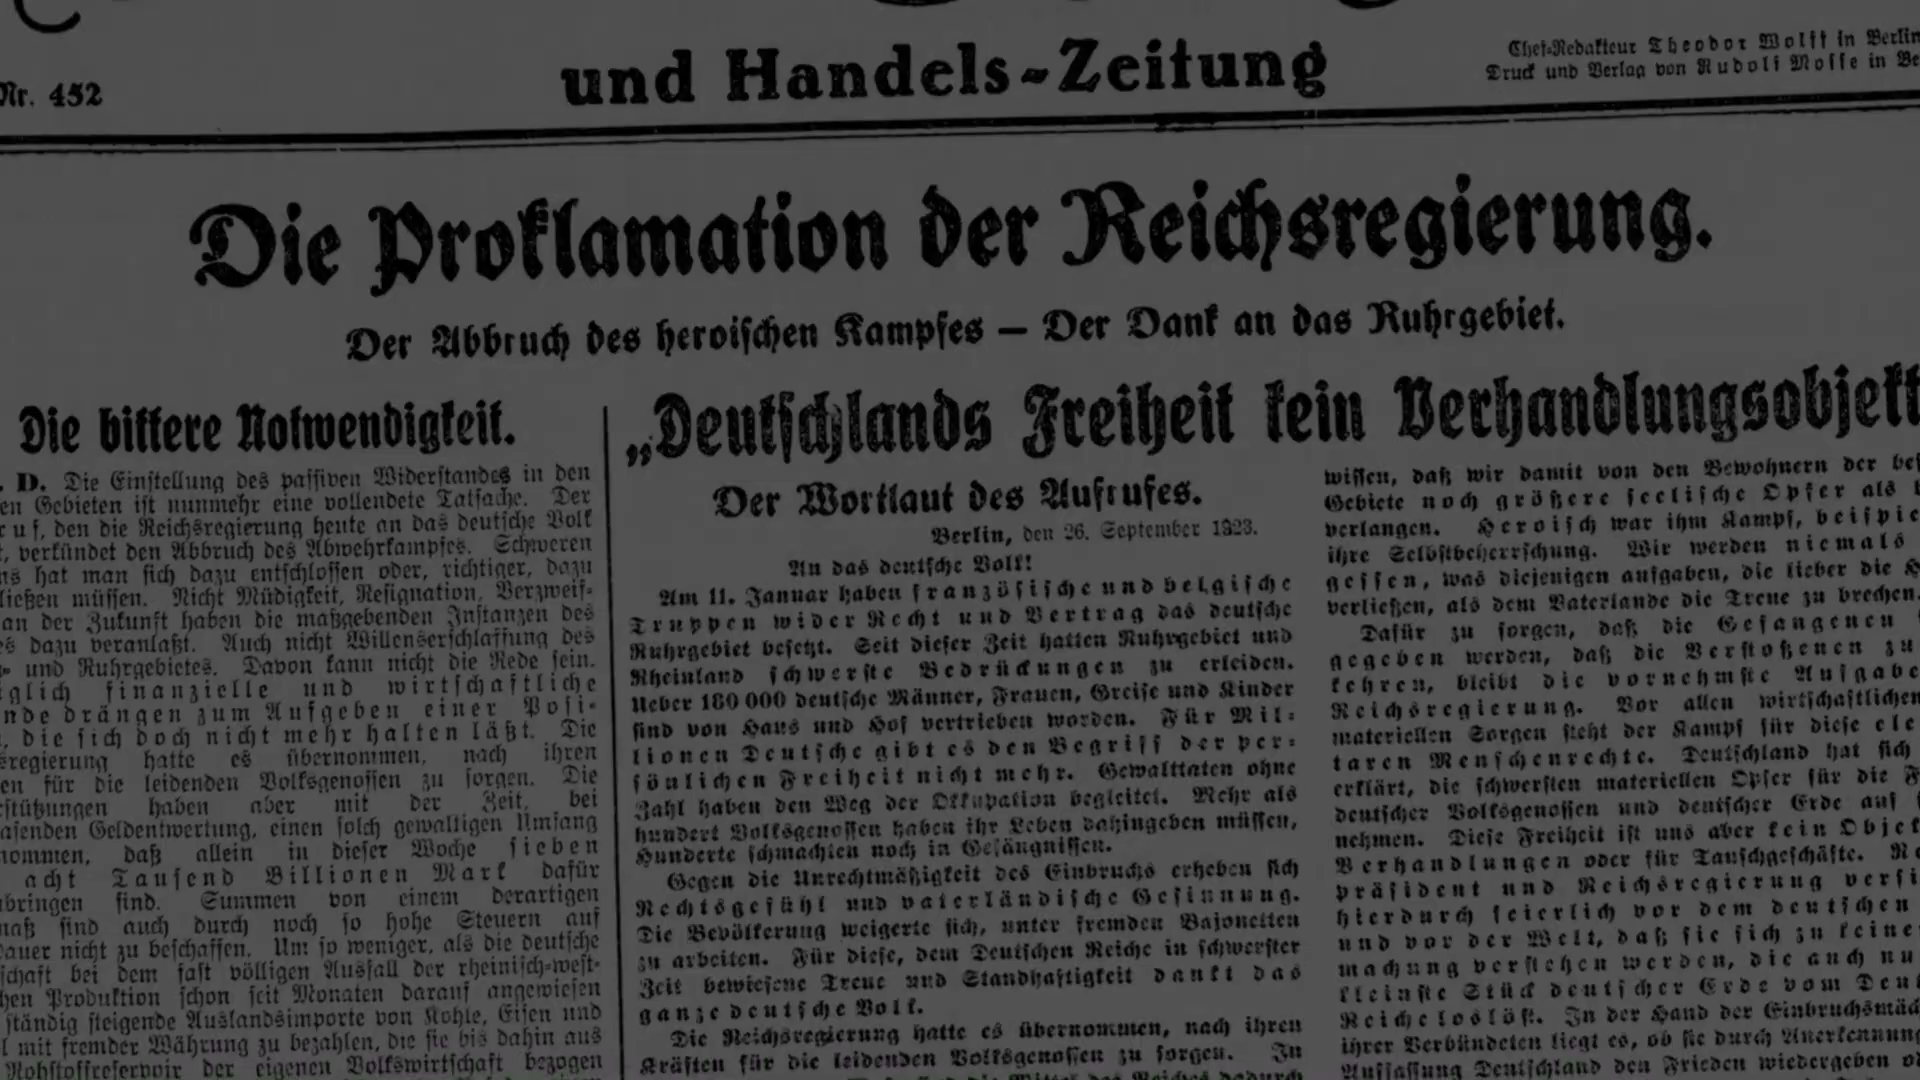 Nr. 452
und Handels-Zeitung
Chef-Redakteur Theodor Wolff in Berlin
Druck und Verlag von Rudolf Mosse in
Die Proklamation der Reichsregierung.
Der Abbruch des heroischen Kampfes — Der Dank an das Ruhrgebiet.
Die bittere Notwendigkeit.
D. Die Einstellung des passiven Widerstandes in den
Gebieten ist nunmehr eine vollendete Tatsache. Der
den die Reichsregierung heute an das deutsche Volk
verkündet den Abbruch des Abwehrkampfes. Schweren
hat man sich dazu entschlossen oder, richtiger, dazu
müssen. Nicht Müdigkeit, Resignation, Verzweif-
an der Zukunft haben die maßgebenden Instanzen des
dazu veranlaßt. Auch nicht Willenserschlaffung des
und Ruhrgebietes. Davon kann nicht die Rede sein.
finanzielle und wirtschaftliche
drängen zum Aufgeben einer Posi-
die sich doch nicht mehr halten läßt. Die
hatte es übernommen, nach ihren
für die leidenden Volksgenossen zu sorgen. Die
haben aber mit der Zeit, bei
Geldentwertung, einen solch gewaltigen Umfang
daß allein in dieser Woche sieben
acht Tausend Billionen Mark dafür
sind. Summen von einem derartigen
sind auch durch noch so hohe Steuern auf
nicht zu beschaffen. Um so weniger, als die deutsche
bei dem fast völligen Ausfall der rheinisch-west-
Produktion schon seit Monaten darauf angewiesen
ständig steigende Auslandsimporte von Kohle, Eisen und
mit fremder Währung zu bezahlen, die sie bis dahin aus
Rohstoffreservoir der eigenen Volkswirtschaft bezogen
„Deutschlands Freiheit kein Verhandlungsobjekt
Der Wortlaut des Aufrufes.
Berlin, den 26. September 1923.
An das deutsche Volk!
Am 11. Januar haben französische und belgische
Truppen wider Recht und Vertrag das deutsche
Ruhrgebiet besetzt. Seit dieser Zeit hatten Ruhrgebiet und
Rheinland schwerste Bedrückungen zu erleiden.
Ueber 180 000 deutsche Männer, Frauen, Greise und Kinder
sind von Haus und Hof vertrieben worden. Für Mil-
lionen Deutsche gibt es den Begriff der per-
sönlichen Freiheit nicht mehr. Gewalttaten ohne
Zahl haben den Weg der Okkupation begleitet. Mehr als
hundert Volksgenossen haben ihr Leben dahingeben müssen,
Hunderte schmachten noch in Gefängnissen.
Gegen die Unrechtmäßigkeit des Einbruchs erheben sich
Rechtsgefühl und vaterländische Gesinnung.
Die Bevölkerung weigerte sich, unter fremden Bajonetten
zu arbeiten. Für diese, dem Deutschen Reiche in schwerster
Zeit bewiesene Treue und Standhaftigkeit dankt das
ganze deutsche Volk.
Die Reichsregierung hatte es übernommen, nach ihren
Kräften für die leidenden Volksgenossen zu sorgen. In
wissen, daß wir damit von den Bewohnern der
Gebiete noch größere seelische Opfer als
verlangen. Heroisch war ihm Kampf,
ihre Selbstbeherrschung. Wir werden niemals
gessen, was diejenigen aufgaben, die lieber die
verließen, als dem Vaterlande die Treue zu brechen.
Dafür zu sorgen, daß die Gefangenen
gegeben werden, daß die Verstoßenen
kehren, bleibt die vornehmste Aufgabe
Reichsregierung. Vor allen wirtschaftlichen
materiellen Sorgen steht der Kampf für diese
taren Menschenrechte. Deutschland hat sich
erklärt, die schwersten materiellen Opfer für die
deutscher Volksgenossen und deutscher Erde auf
nehmen. Diese Freiheit ist uns aber kein
Verhandlungen oder für Tauschgeschäfte.
präsident und Reichsregierung
hierdurch feierlich vor dem deutschen
und vor der Welt, daß sie sich zu
machung verstehen werden, die auch
kleinste Stück deutscher Erde vom
Reiche loslöst. In der Hand der
ihrer Verbündeten liegt es, ob sie durch
Auffassung Deutschland den Frieden wiedergeben